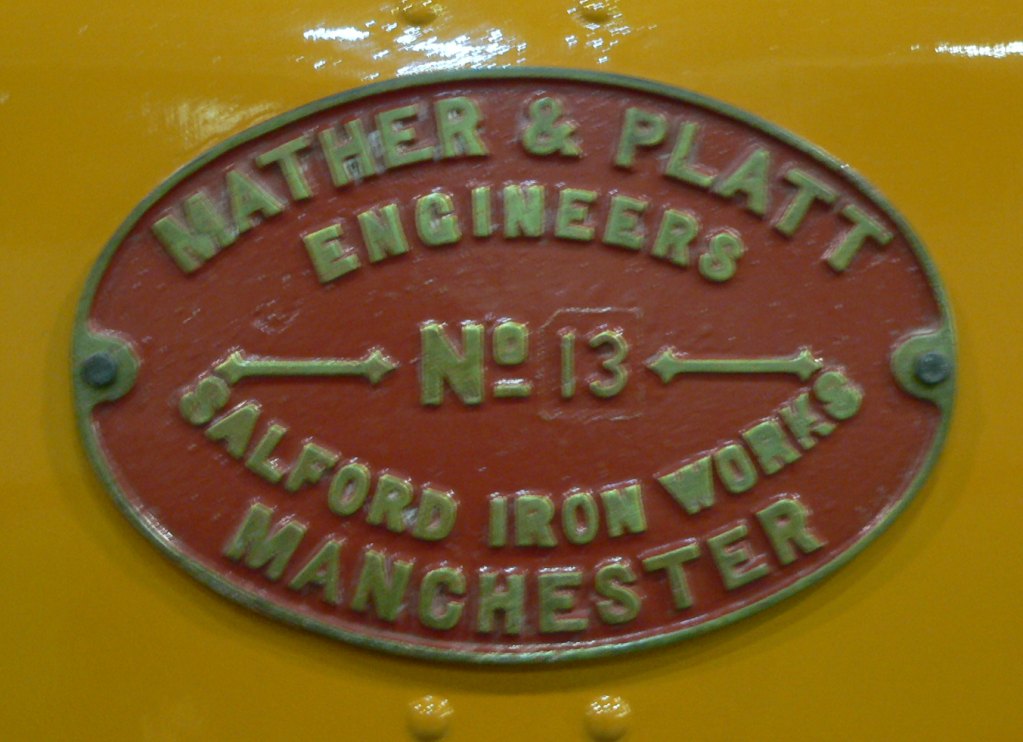 MATHER & PLATT
ENGINEERS
No 13
SALFORD IRON WORKS
MANCHESTER